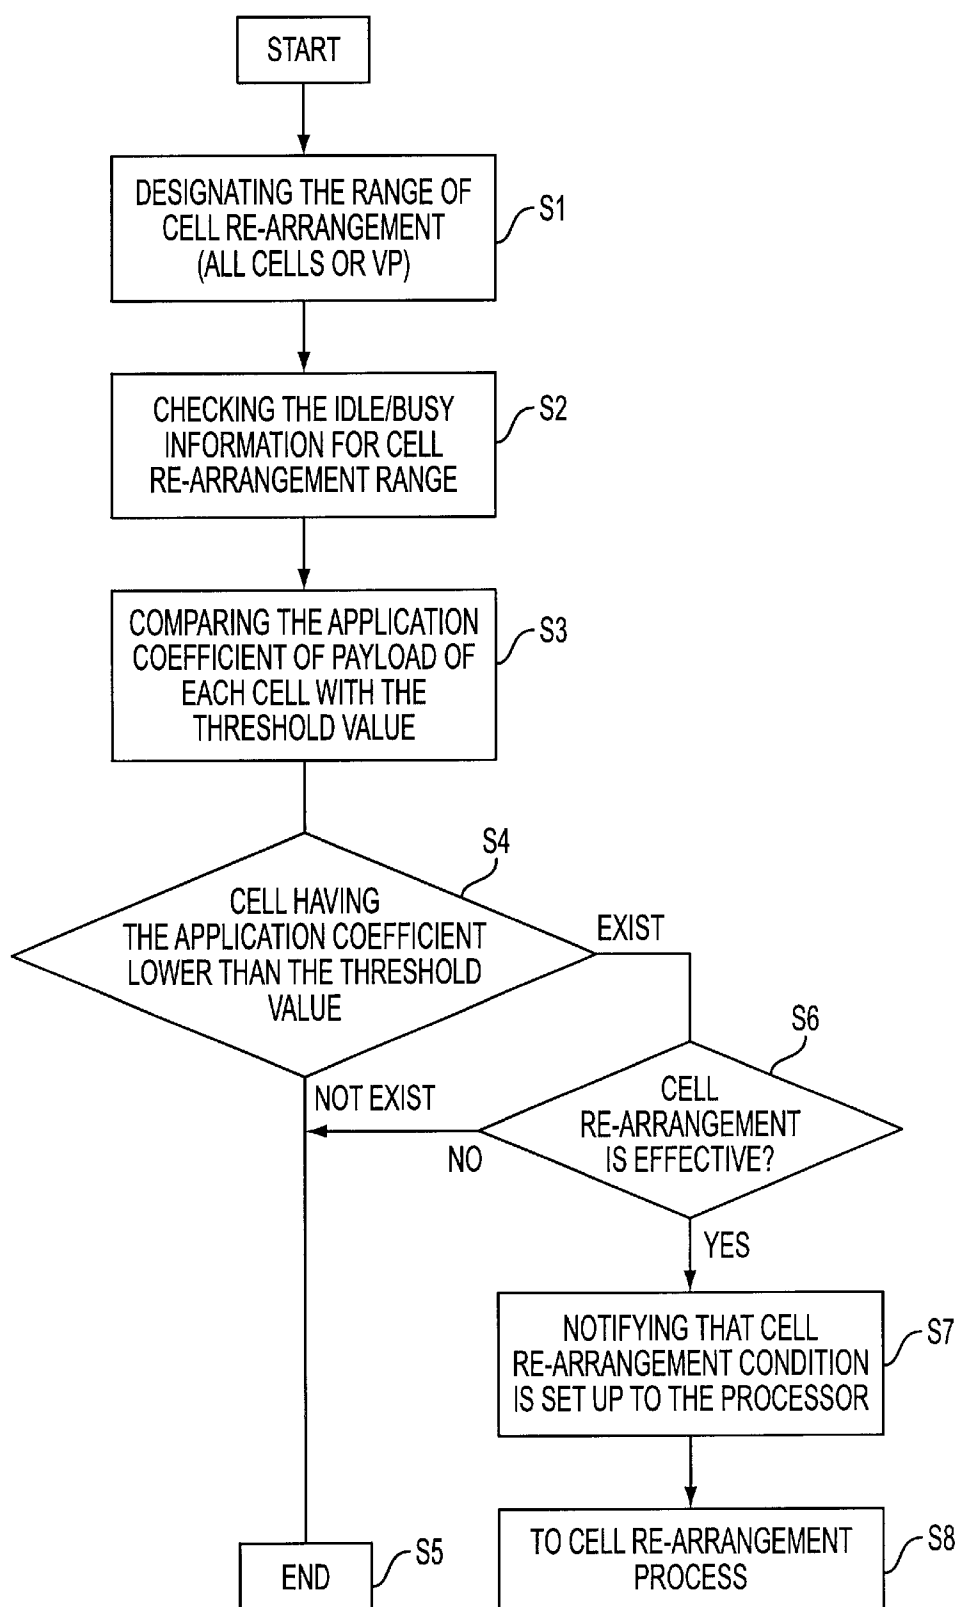 START
DESIGNATING THE RANGE OF
CELL RE-ARRANGEMENT
(ALL CELLS OR VP)
S1
CHECKING THE IDLE/BUSY
INFORMATION FOR CELL
RE-ARRANGEMENT RANGE
S2
COMPARING THE APPLICATION
COEFFICIENT OF PAYLOAD OF
EACH CELL WITH THE
THRESHOLD VALUE
S3
S4
CELL HAVING
THE APPLICATION COEFFICIENT
LOWER THAN THE THRESHOLD
VALUE
EXIST
NOT EXIST
S6
CELL
RE-ARRANGEMENT
IS EFFECTIVE?
NO
YES
NOTIFYING THAT CELL
RE-ARRANGEMENT CONDITION
IS SET UP TO THE PROCESSOR
S7
END
S5
TO CELL RE-ARRANGEMENT
PROCESS
S8